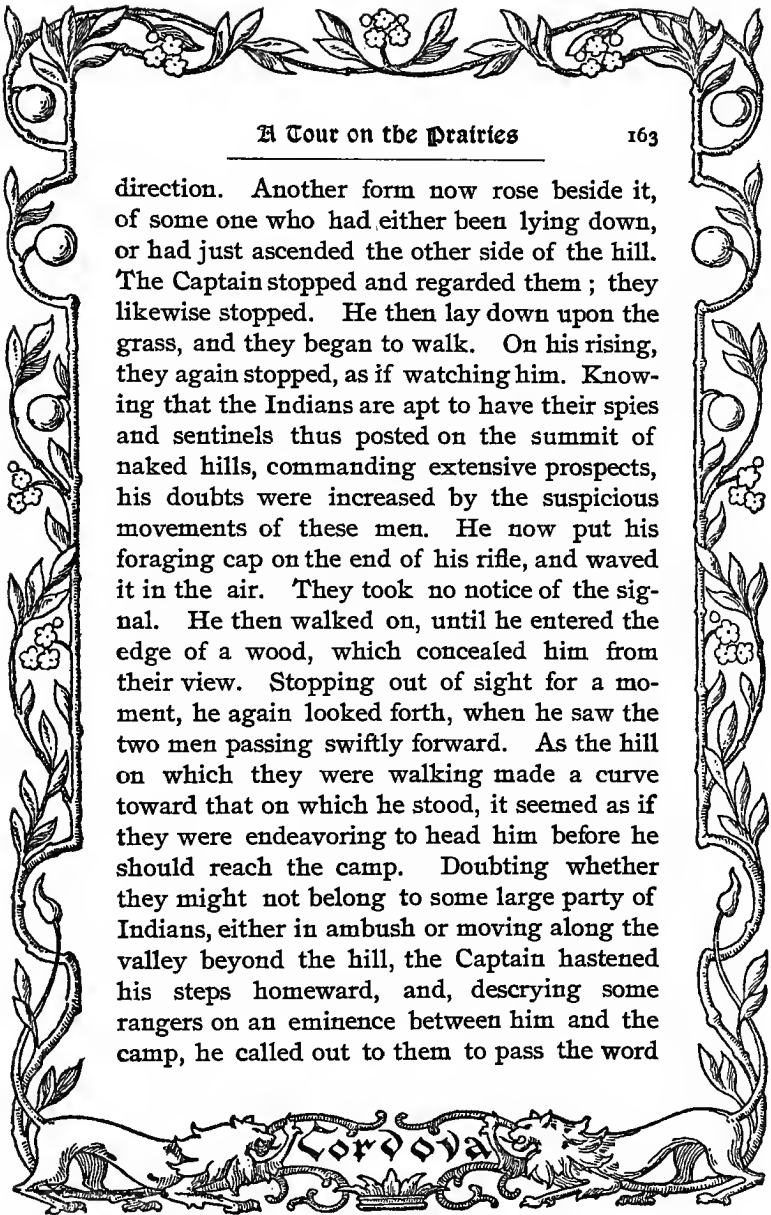 A Tour on the Prairies 163
direction. Another form now rose beside it,
of some one who had either been lying down,
or had just ascended the other side of the hill.
The Captain stopped and regarded them ; they
likewise stopped. He then lay down upon the
grass, and they began to walk. On his rising,
they again stopped, as if watching him. Know-
ing that the Indians are apt to have their spies
and sentinels thus posted on the summit of
naked hills, commanding extensive prospects,
his doubts were increased by the suspicious
movements of these men. He now put his
foraging cap on the end of his rifle, and waved
it in the air. They took no notice of the sig-
nal. He then walked on, until he entered the
edge of a wood, which concealed him from
their view. Stopping out of sight for a mo-
ment, he again looked forth, when he saw the
two men passing swiftly forward. As the hill
on which they were walking made a curve
toward that on which he stood, it seemed as if
they were endeavoring to head him before he
should reach the camp. Doubting whether
they might not belong to some large party of
Indians, either in ambush or moving along the
valley beyond the hill, the Captain hastened
his steps homeward, and, descrying some
rangers on an eminence between him and the
camp, he called out to them to pass the word
Cordova